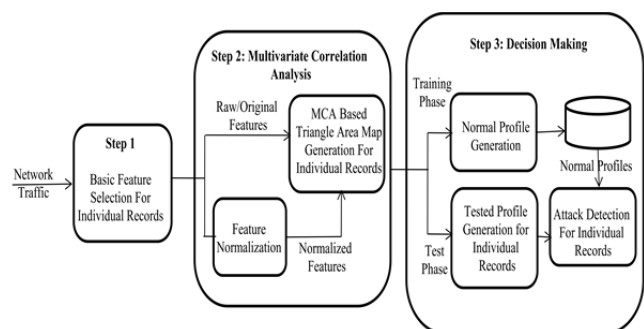 Network
Traffic
Step 1
Basic Feature
Selection For
Individual Records
Step 2: Multivariate Correlation
Analysis
Raw/Original
Features
MCA Based
Triangle Area Map
Generation For
Individual Records
Feature
Normalization
Normalized
Features
Step 3: Decision Making
Training
Phase
Normal Profile
Generation
Normal Profiles
Test
Phase
Tested Profile
Generation for
Individual
Records
Attack Detection
For Individual
Records